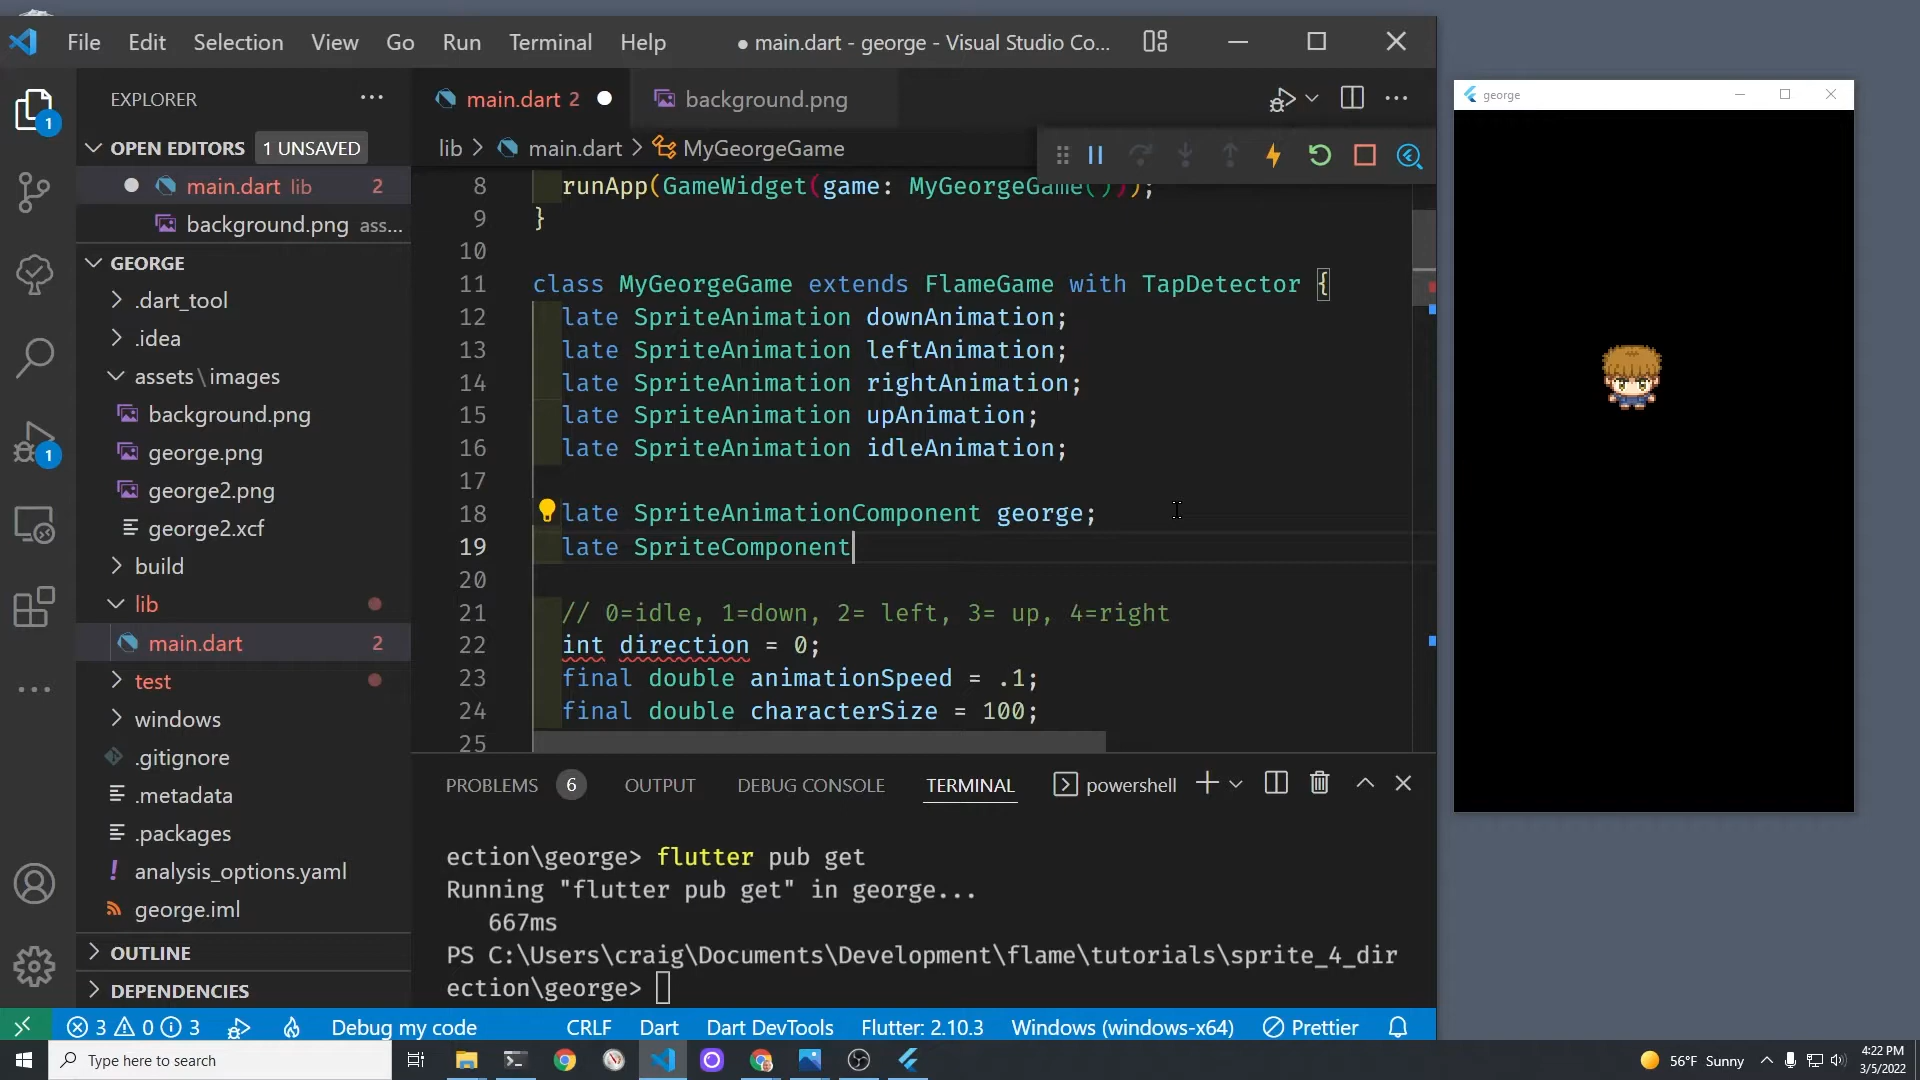 File Edit Selection View Go Run Terminal Help
● main.dart - george - Visual Studio Co...
EXPLORER
OPEN EDITORS 1 UNSAVED
main.dart lib 2
background.png ass...
GEORGE
.dart_tool
.idea
assets\images
background.png
george.png
george2.png
george2.xcf
build
lib
main.dart 2
test
windows
.gitignore
.metadata
.packages
analysis_options.yaml
george.iml
OUTLINE
DEPENDENCIES
1
1
main.dart 2
background.png
lib > main.dart > MyGeorgeGame
8 runApp(GameWidget(game: MyGeorgeGame()));
9 }
10
11 class MyGeorgeGame extends FlameGame with TapDetector {
12 late SpriteAnimation downAnimation;
13 late SpriteAnimation leftAnimation;
14 late SpriteAnimation rightAnimation;
15 late SpriteAnimation upAnimation;
16 late SpriteAnimation idleAnimation;
17
18 late SpriteAnimationComponent george;
19 late SpriteComponent
20
21 // 0=idle, 1=down, 2= left, 3= up, 4=right
22 int direction = 0;
23 final double animationSpeed = .1;
24 final double characterSize = 100;
25
PROBLEMS 6 OUTPUT DEBUG CONSOLE TERMINAL powershell
ection\george> flutter pub get
Running "flutter pub get" in george...
667ms
PS C:\Users\craig\Documents\Development\flame\tutorials\sprite_4_dir
ection\george>
3 0 3 Debug my code CRLF Dart Dart DevTools Flutter: 2.10.3 Windows (windows-x64) Prettier
george
Type here to search
56°F Sunny
4:22 PM
3/5/2022